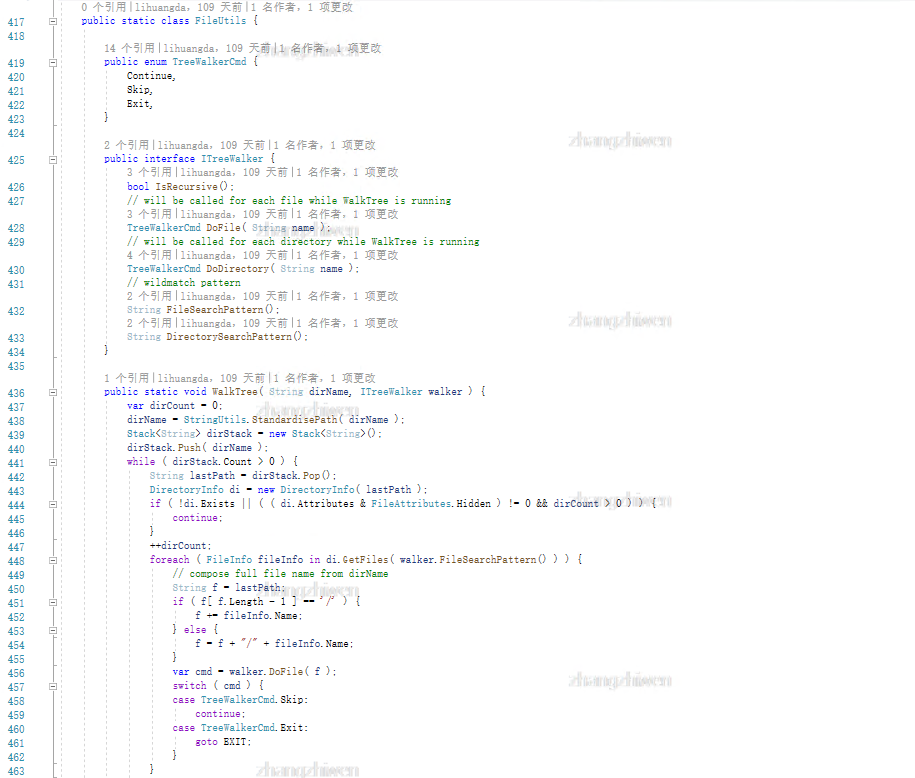 0 个引用|lihuangda，109 天前|1 名作者，1 项更改
417 public static class FileUtils {
418
14 个引用|lihuangda，109 天前|1 名作者，1 项更改
419 public enum TreeWalkerCmd {
420 Continue,
421 Skip,
422 Exit,
423 }
424
zhangzhiwen
2 个引用|lihuangda，109 天前|1 名作者，1 项更改
425 public interface ITreeWalker {
3 个引用|lihuangda，109 天前|1 名作者，1 项更改
426 bool IsRecursive();
427 // will be called for each file while WalkTree is running
3 个引用|lihuangda，109 天前|1 名作者，1 项更改
428 TreeWalkerCmd DoFile( String name );
429 // will be called for each directory while WalkTree is running
4 个引用|lihuangda，109 天前|1 名作者，1 项更改
430 TreeWalkerCmd DoDirectory( String name );
431 // wildmatch pattern
2 个引用|lihuangda，109 天前|1 名作者，1 项更改
432 String FileSearchPattern();
zhangzhiwen
2 个引用|lihuangda，109 天前|1 名作者，1 项更改
433 String DirectorySearchPattern();
434 }
435
1 个引用|lihuangda，109 天前|1 名作者，1 项更改
436 public static void WalkTree( String dirName, ITreeWalker walker ) {
437 var dirCount = 0;
438 dirName = StringUtils.StandardisePath( dirName );
439 Stack<String> dirStack = new Stack<String>();
440 dirStack.Push( dirName );
441 while ( dirStack.Count > 0 ) {
442 String lastPath = dirStack.Pop();
443 DirectoryInfo di = new DirectoryInfo( lastPath );
444 if ( !di.Exists || ( ( di.Attributes & FileAttributes.Hidden ) != 0 && dirCount > 0 ) ) {
445 continue;
446 }
447 ++dirCount;
448 foreach ( FileInfo fileInfo in di.GetFiles( walker.FileSearchPattern() ) ) {
449 // compose full file name from dirName
450 String f = lastPath;
451 if ( f[ f.Length - 1 ] == '/' ) {
452 f += fileInfo.Name;
453 } else {
454 f = f + "/" + fileInfo.Name;
455 }
456 var cmd = walker.DoFile( f );
457 switch ( cmd ) {
zhangzhiwen
458 case TreeWalkerCmd.Skip:
459 continue;
460 case TreeWalkerCmd.Exit:
461 goto EXIT;
462 }
463 }
zhangzhiwen